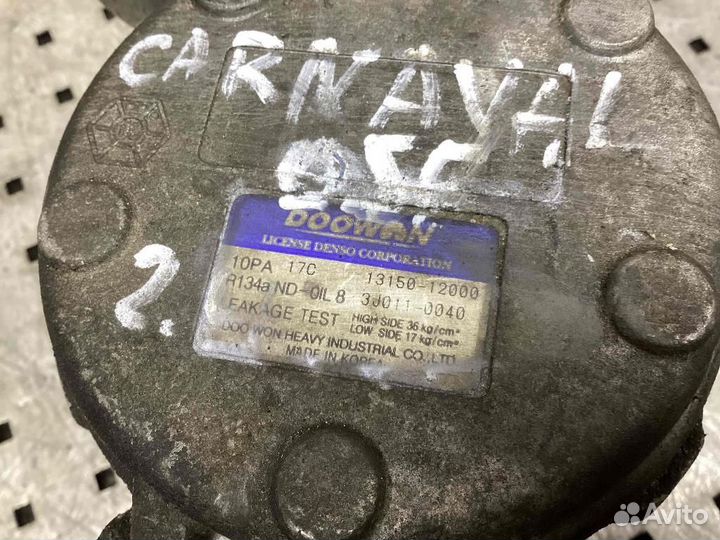 CARNAVAL
DOOWON
LICENSE DENSO CORPORATION
10PA 17C 13150-12000
R134a ND-OIL 8 3J011 0040
LEAKAGE TEST HIGH SIDE 36 kg/cm²
LOW SIDE 17 kg/cm²
DOO WON HEAVY INDUSTRIAL CO., LTD.
MADE IN KOREA
2.
Avito